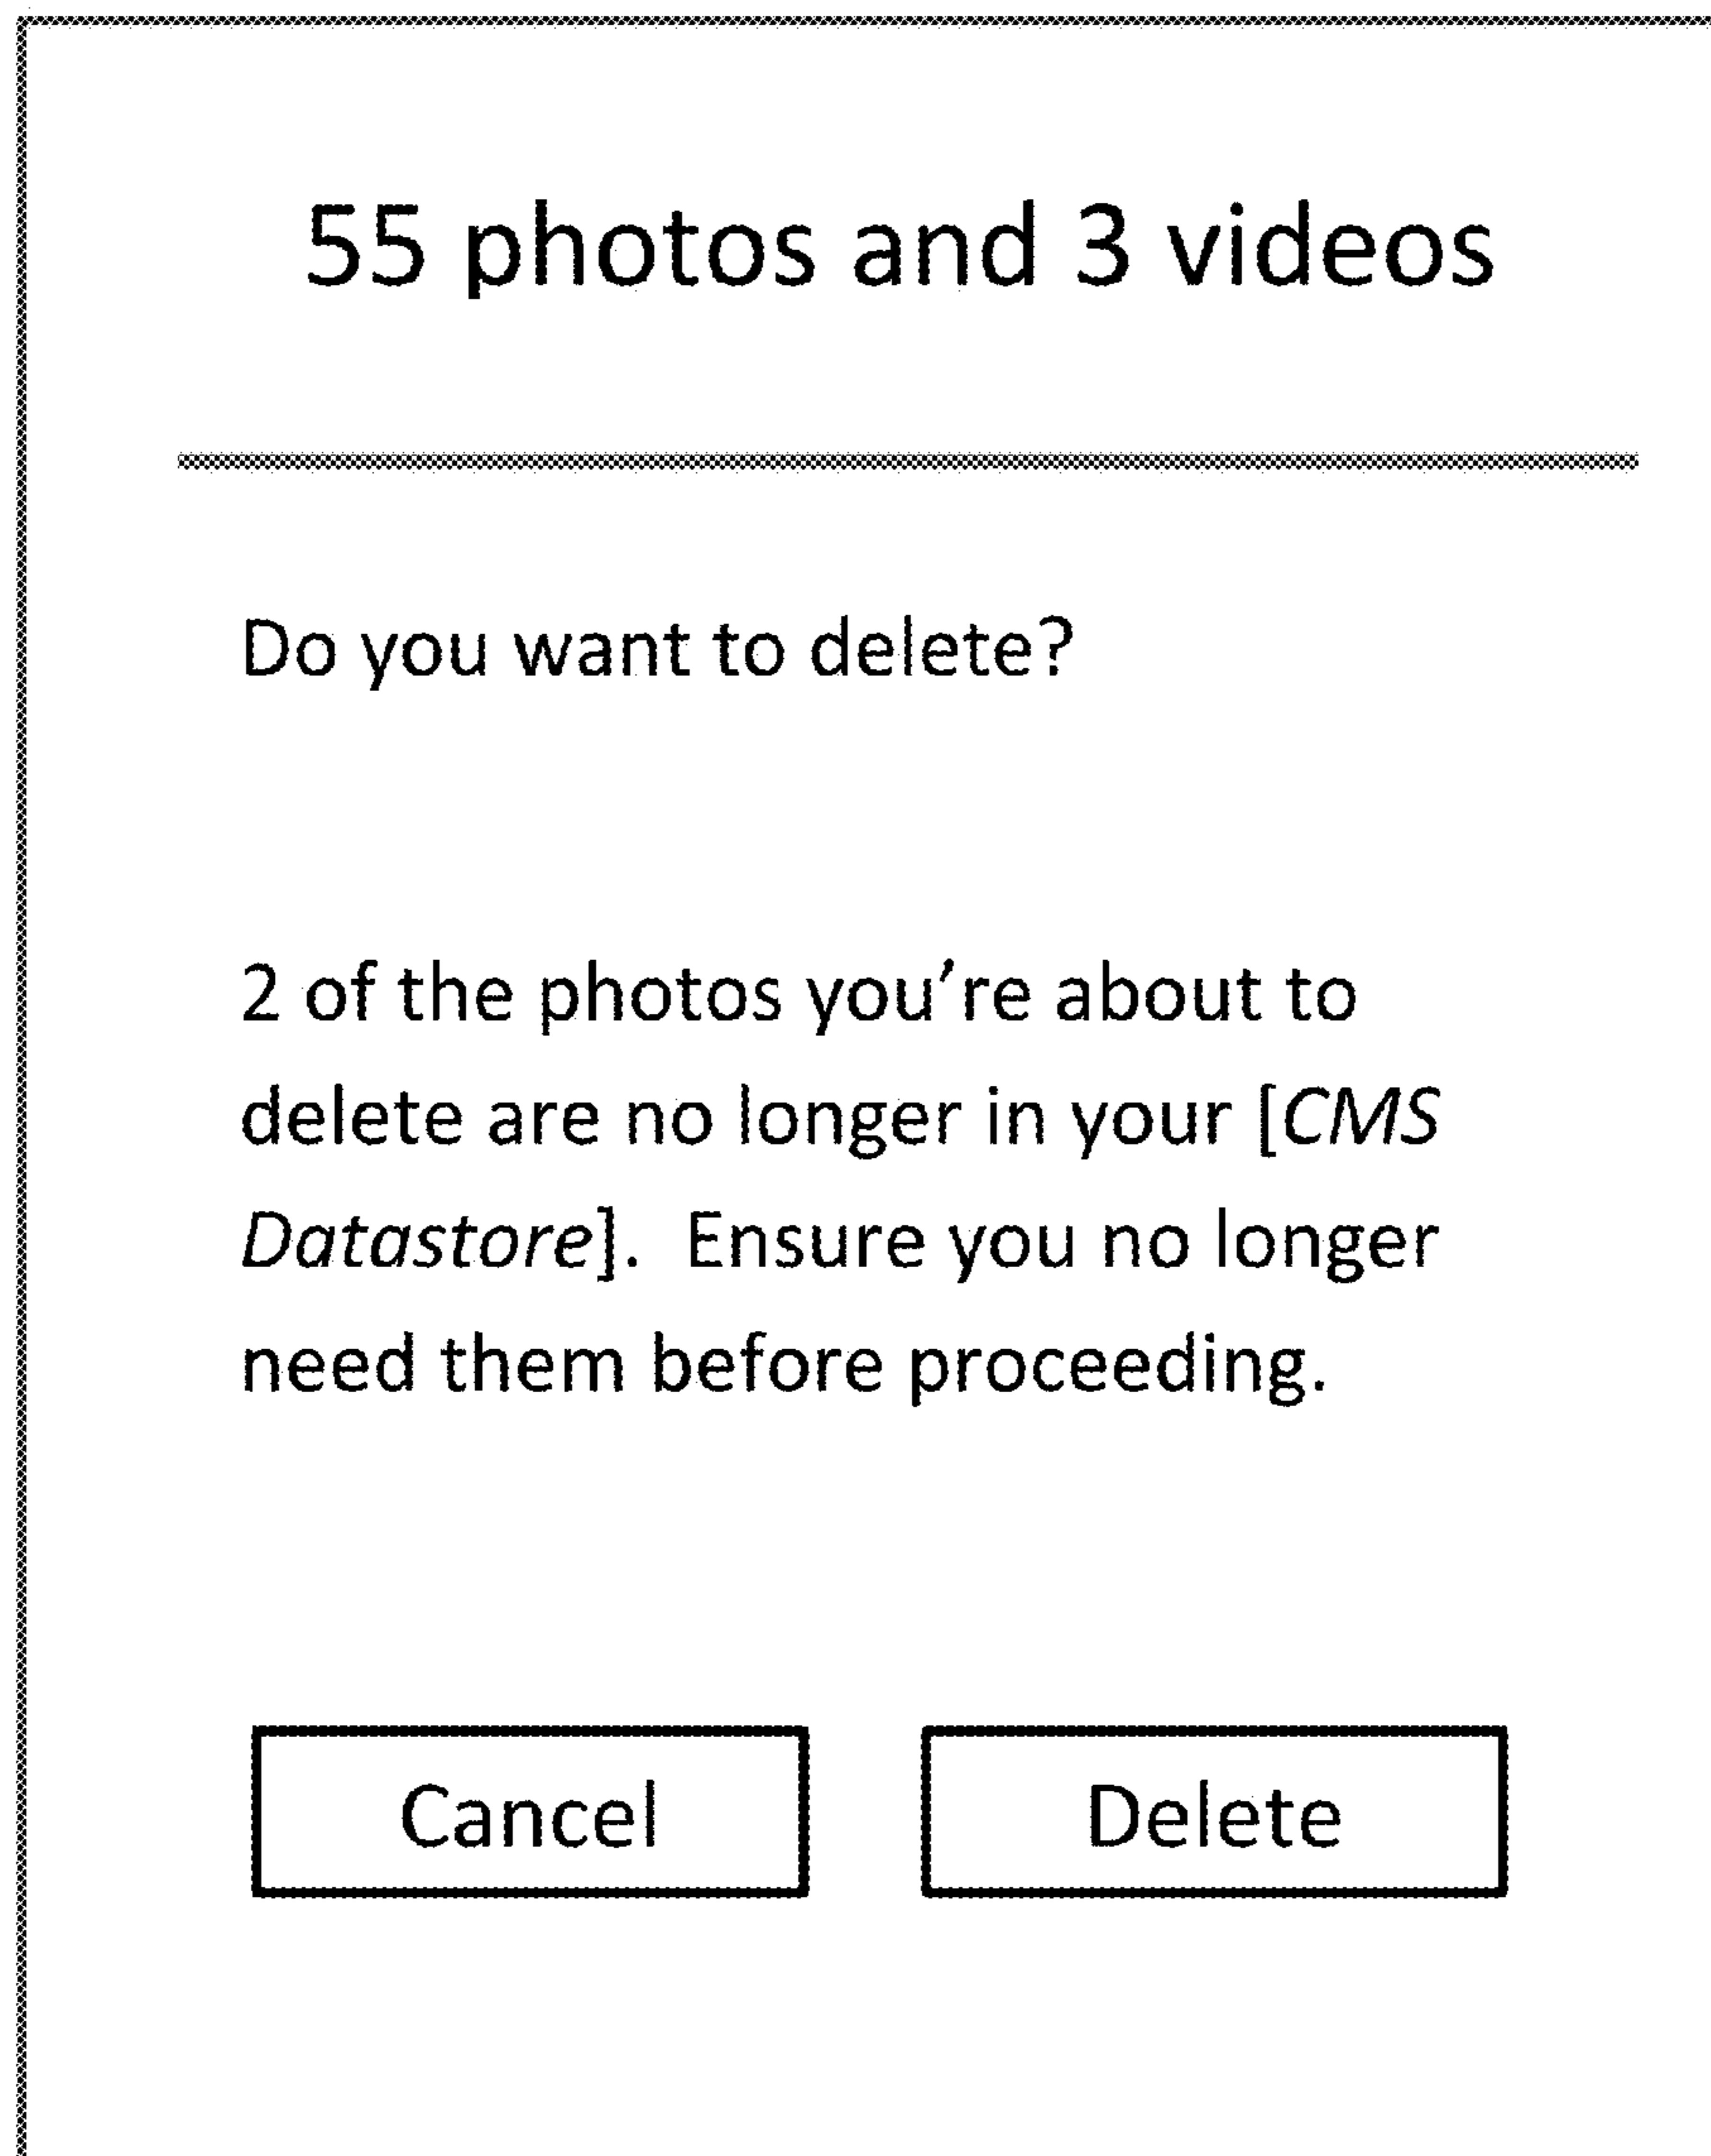 55 photos and 3 videos
Do you want to delete?
2 of the photos you’re about to
delete are no longer in your [CMS
Datastore].  Ensure you no longer
need them before proceeding.
Cancel
Delete